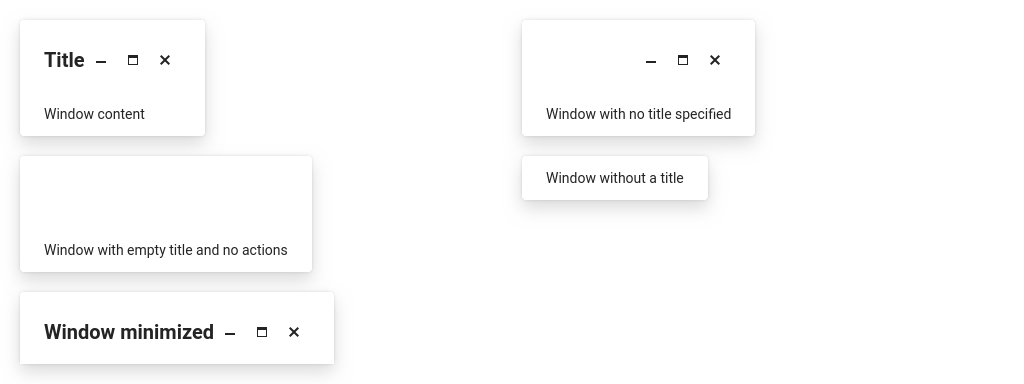 Title
Window content
Window with no title specified
Window with empty title and no actions
Window without a title
Window minimized